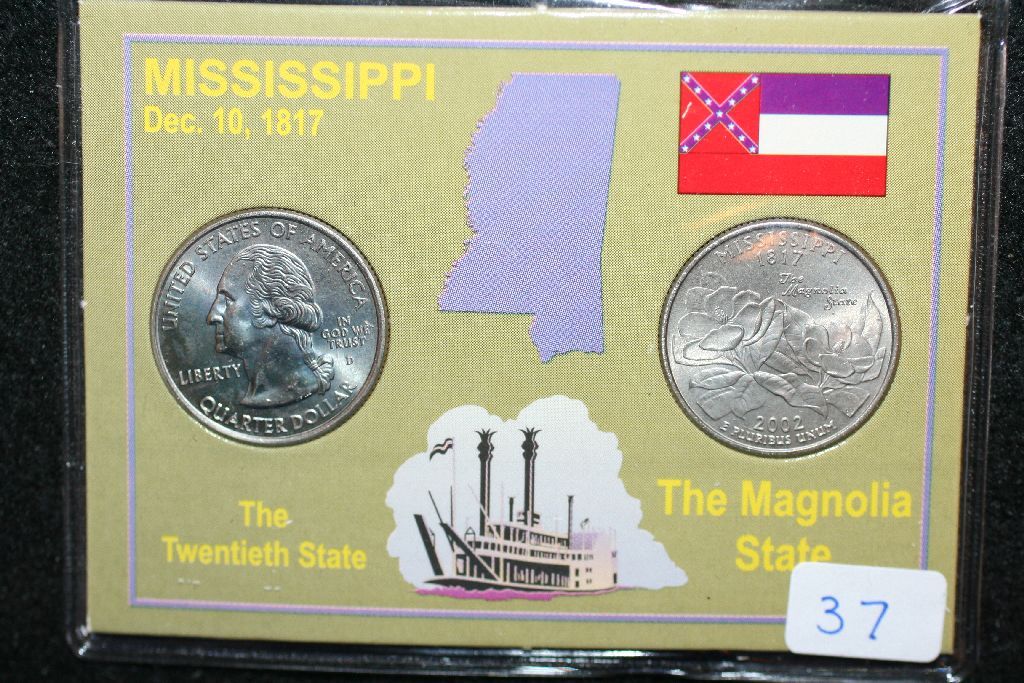 MISSISSIPPI
Dec. 10, 1817
UNITED STATES OF AMERICA
IN
GOD WE
TRUST
D
LIBERTY
QUARTER DOLLAR
MISSISSIPPI
1817
The
Magnolia
State
2002
E PLURIBUS UNUM
The
Twentieth State
The Magnolia
State
37